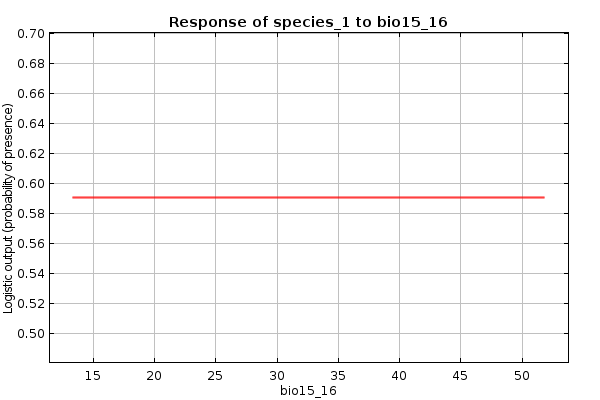 Response of species_1 to bio15_16
Logistic output (probability of presence)
0.70
0.68
0.66
0.64
0.62
0.60
0.58
0.56
0.54
0.52
0.50
15 20 25 30 35 40 45 50
bio15_16